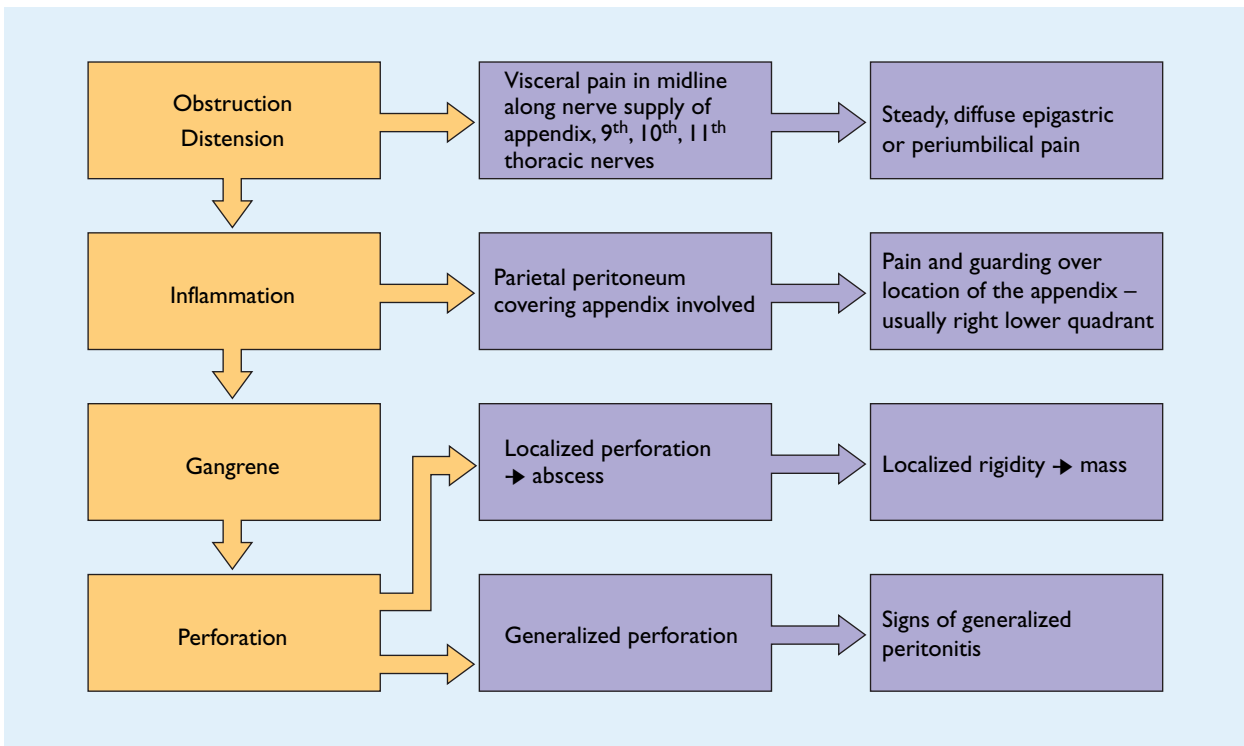 Obstruction
Distension
Visceral pain in midline
along nerve supply of
appendix, 9th, 10th, 11th
thoracic nerves
Steady, diffuse epigastric
or periumbilical pain
Inflammation
Parietal peritoneum
covering appendix involved
Pain and guarding over
location of the appendix –
usually right lower quadrant
Gangrene
Localized perforation
→ abscess
Localized rigidity → mass
Perforation
Generalized perforation
Signs of generalized
peritonitis